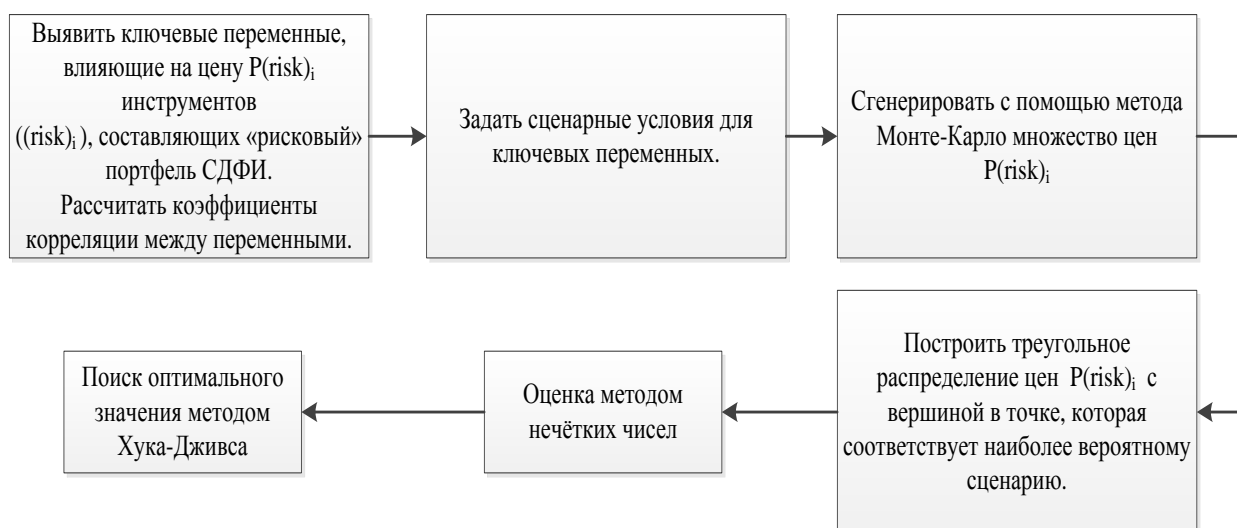 Выявить ключевые переменные,
влияющие на цену P(risk)i
инструментов
((risk)i ), составляющих «рисковый»
портфель СДФИ.
Рассчитать коэффициенты
корреляции между переменными.
Задать сценарные условия для
ключевых переменных.
Сгенерировать с помощью метода
Монте-Карло множество цен
P(risk)i
Построить треугольное
распределение цен P(risk)i с
вершиной в точке, которая
соответствует наиболее вероятному
сценарию.
Оценка методом
нечётких чисел
Поиск оптимального
значения методом
Хука-Дживса